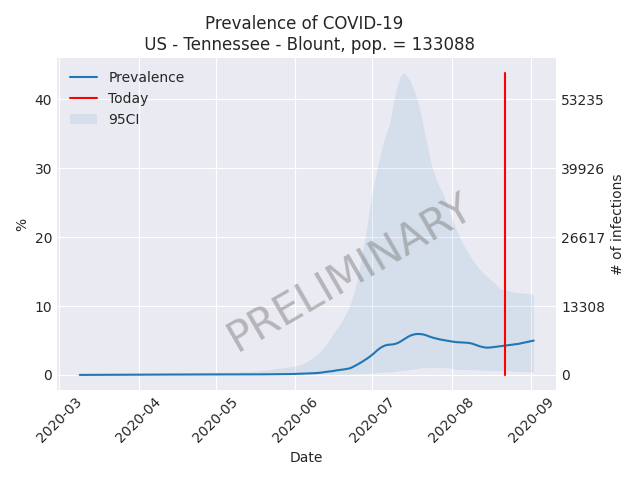 Prevalence of COVID-19
US - Tennessee - Blount, pop. = 133088
Prevalence
Today
95CI
PRELIMINARY
40
30
20
10
0
%
53235
39926
26617
13308
0
# of infections
2020-03
2020-04
2020-05
2020-06
2020-07
2020-08
2020-09
Date